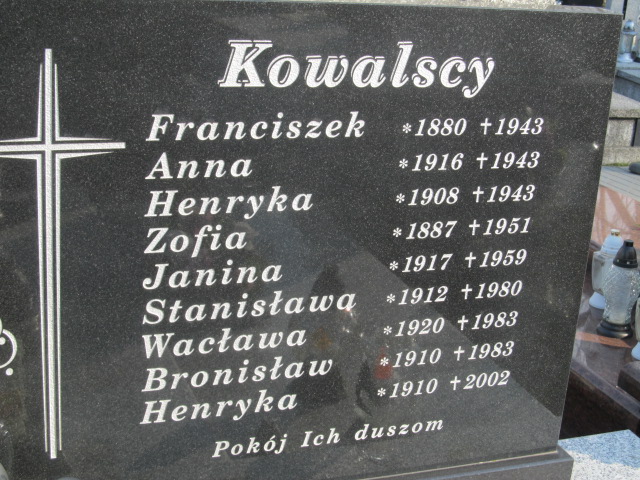 Kowalscy
Franciszek *1880 †1943
Anna *1916 †1943
Henryka *1908 †1943
Zofia *1887 †1951
Janina *1917 †1959
Stanisława *1912 †1980
Wacława *1920 †1983
Bronisław *1910 †1983
Henryka *1910 †2002
Pokój Ich duszom